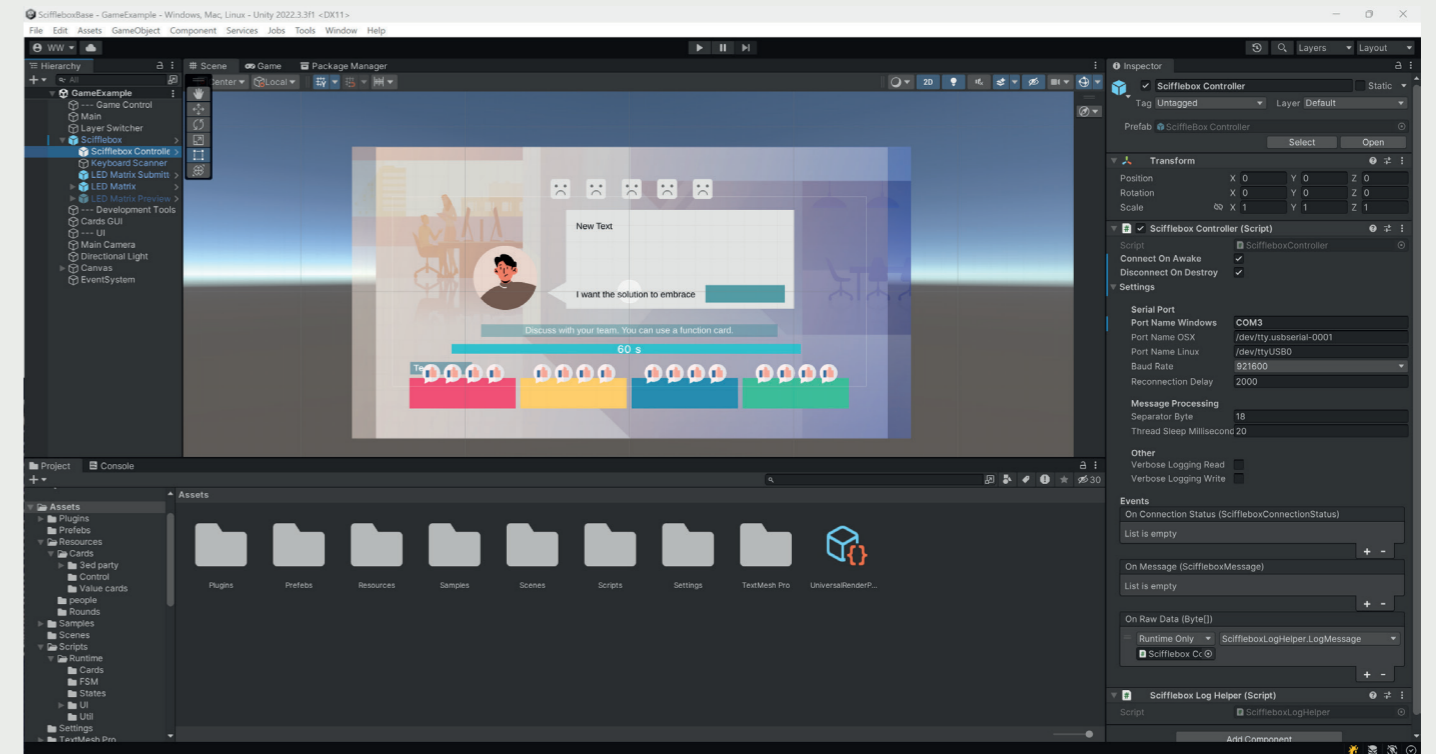 SciffleboxBase - GameExample - Windows, Mac, Linux - Unity 2022.3.3f1 <DX11>
File Edit Assets GameObject Component Services Jobs Tools Window Help
WW
Layers Layout
Hierarchy
All
GameExample
--- Game Control
Main
Layer Switcher
Scifflebox
Scifflebox Controlle
Keyboard Scanner
LED Matrix Submitt
LED Matrix
LED Matrix Preview
--- Development Tools
Cards GUI
--- UI
Main Camera
Directional Light
Canvas
EventSystem
Scene Game Package Manager
Center Local
2D
New Text
I want the solution to embrace
Discuss with your team. You can use a function card.
60 s
Project Console
30
Assets
Plugins
Prefebs
Resources
Cards
3ed party
Control
Value cards
people
Rounds
Samples
Scenes
Scripts
Runtime
Cards
FSM
States
UI
Util
Settings
TextMesh Pro
Assets
Plugins Prefebs Resources Samples Scenes Scripts Settings TextMesh Pro UniversalRenderP...
Inspector
Scifflebox Controller Static
Tag Untagged Layer Default
Prefab ScifflleBox Controller
Select Open
Transform
Position X 0 Y 0 Z 0
Rotation X 0 Y 0 Z 0
Scale X 1 Y 1 Z 1
Scifflebox Controller (Script)
Script SciffleboxController
Connect On Awake
Disconnect On Destroy
Settings
Serial Port
Port Name Windows COM3
Port Name OSX /dev/tty.usbserial-0001
Port Name Linux /dev/ttyUSB0
Baud Rate 921600
Reconnection Delay 2000
Message Processing
Separator Byte 18
Thread Sleep Millisecond 20
Other
Verbose Logging Read
Verbose Logging Write
Events
On Connection Status (SciffleboxConnectionStatus)
List is empty
+ -
On Message (SciffleboxMessage)
List is empty
+ -
On Raw Data (Byte[])
Runtime Only SciffleboxLogHelper.LogMessage
Scifflebox Cc
+ -
Scifflebox Log Helper (Script)
Script SciffleboxLogHelper
Add Component